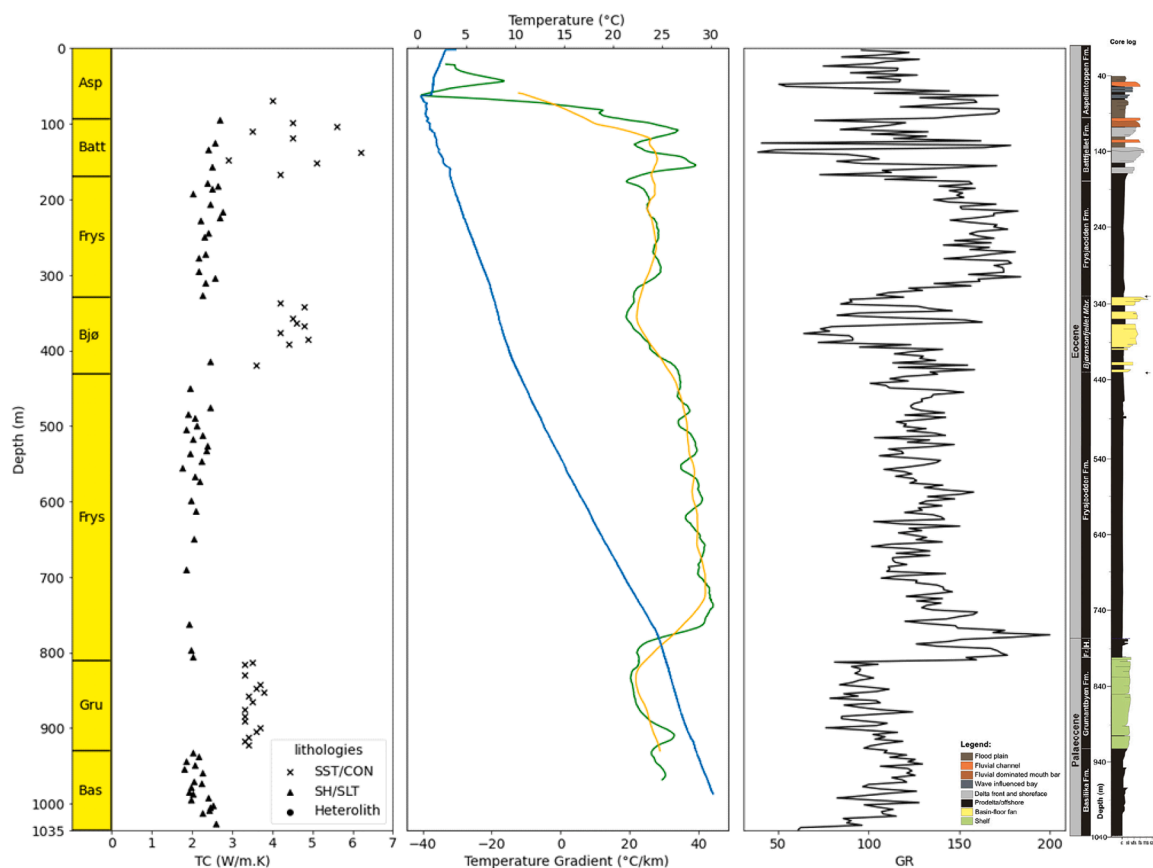 Temperature (°C)
0 5 10 15 20 25 30
Core log
0
100
200
300
400
500
600
700
800
900
1000
1035
Depth (m)
Asp
Batt
Frys
Bjø
Frys
Gru
Bas
lithologies
SST/CON
SH/SLT
Heterolith
0 1 2 3 4 5 6 7
TC (W/m.K)
−40 −20 0 20 40
Temperature Gradient (°C/km)
50 100 150 200
GR
Eocene
Palaeoccene
Aspelintoppen Fm.
Battfjellet Fm.
Frysjaodden Fm.
Bjørnsonfjellet Mbr.
Frysjaodden Fm.
F. H.
Grumantbyen Fm.
Basilika Fm.
40
140
240
340
440
540
640
740
840
940
1040
Depth (m)
Legend:
Flood plain
Fluvial channel
Fluvial dominated mouth bar
Wave influenced bay
Delta front and shoreface
Prodelta/offshore
Basin-floor fan
Shelf